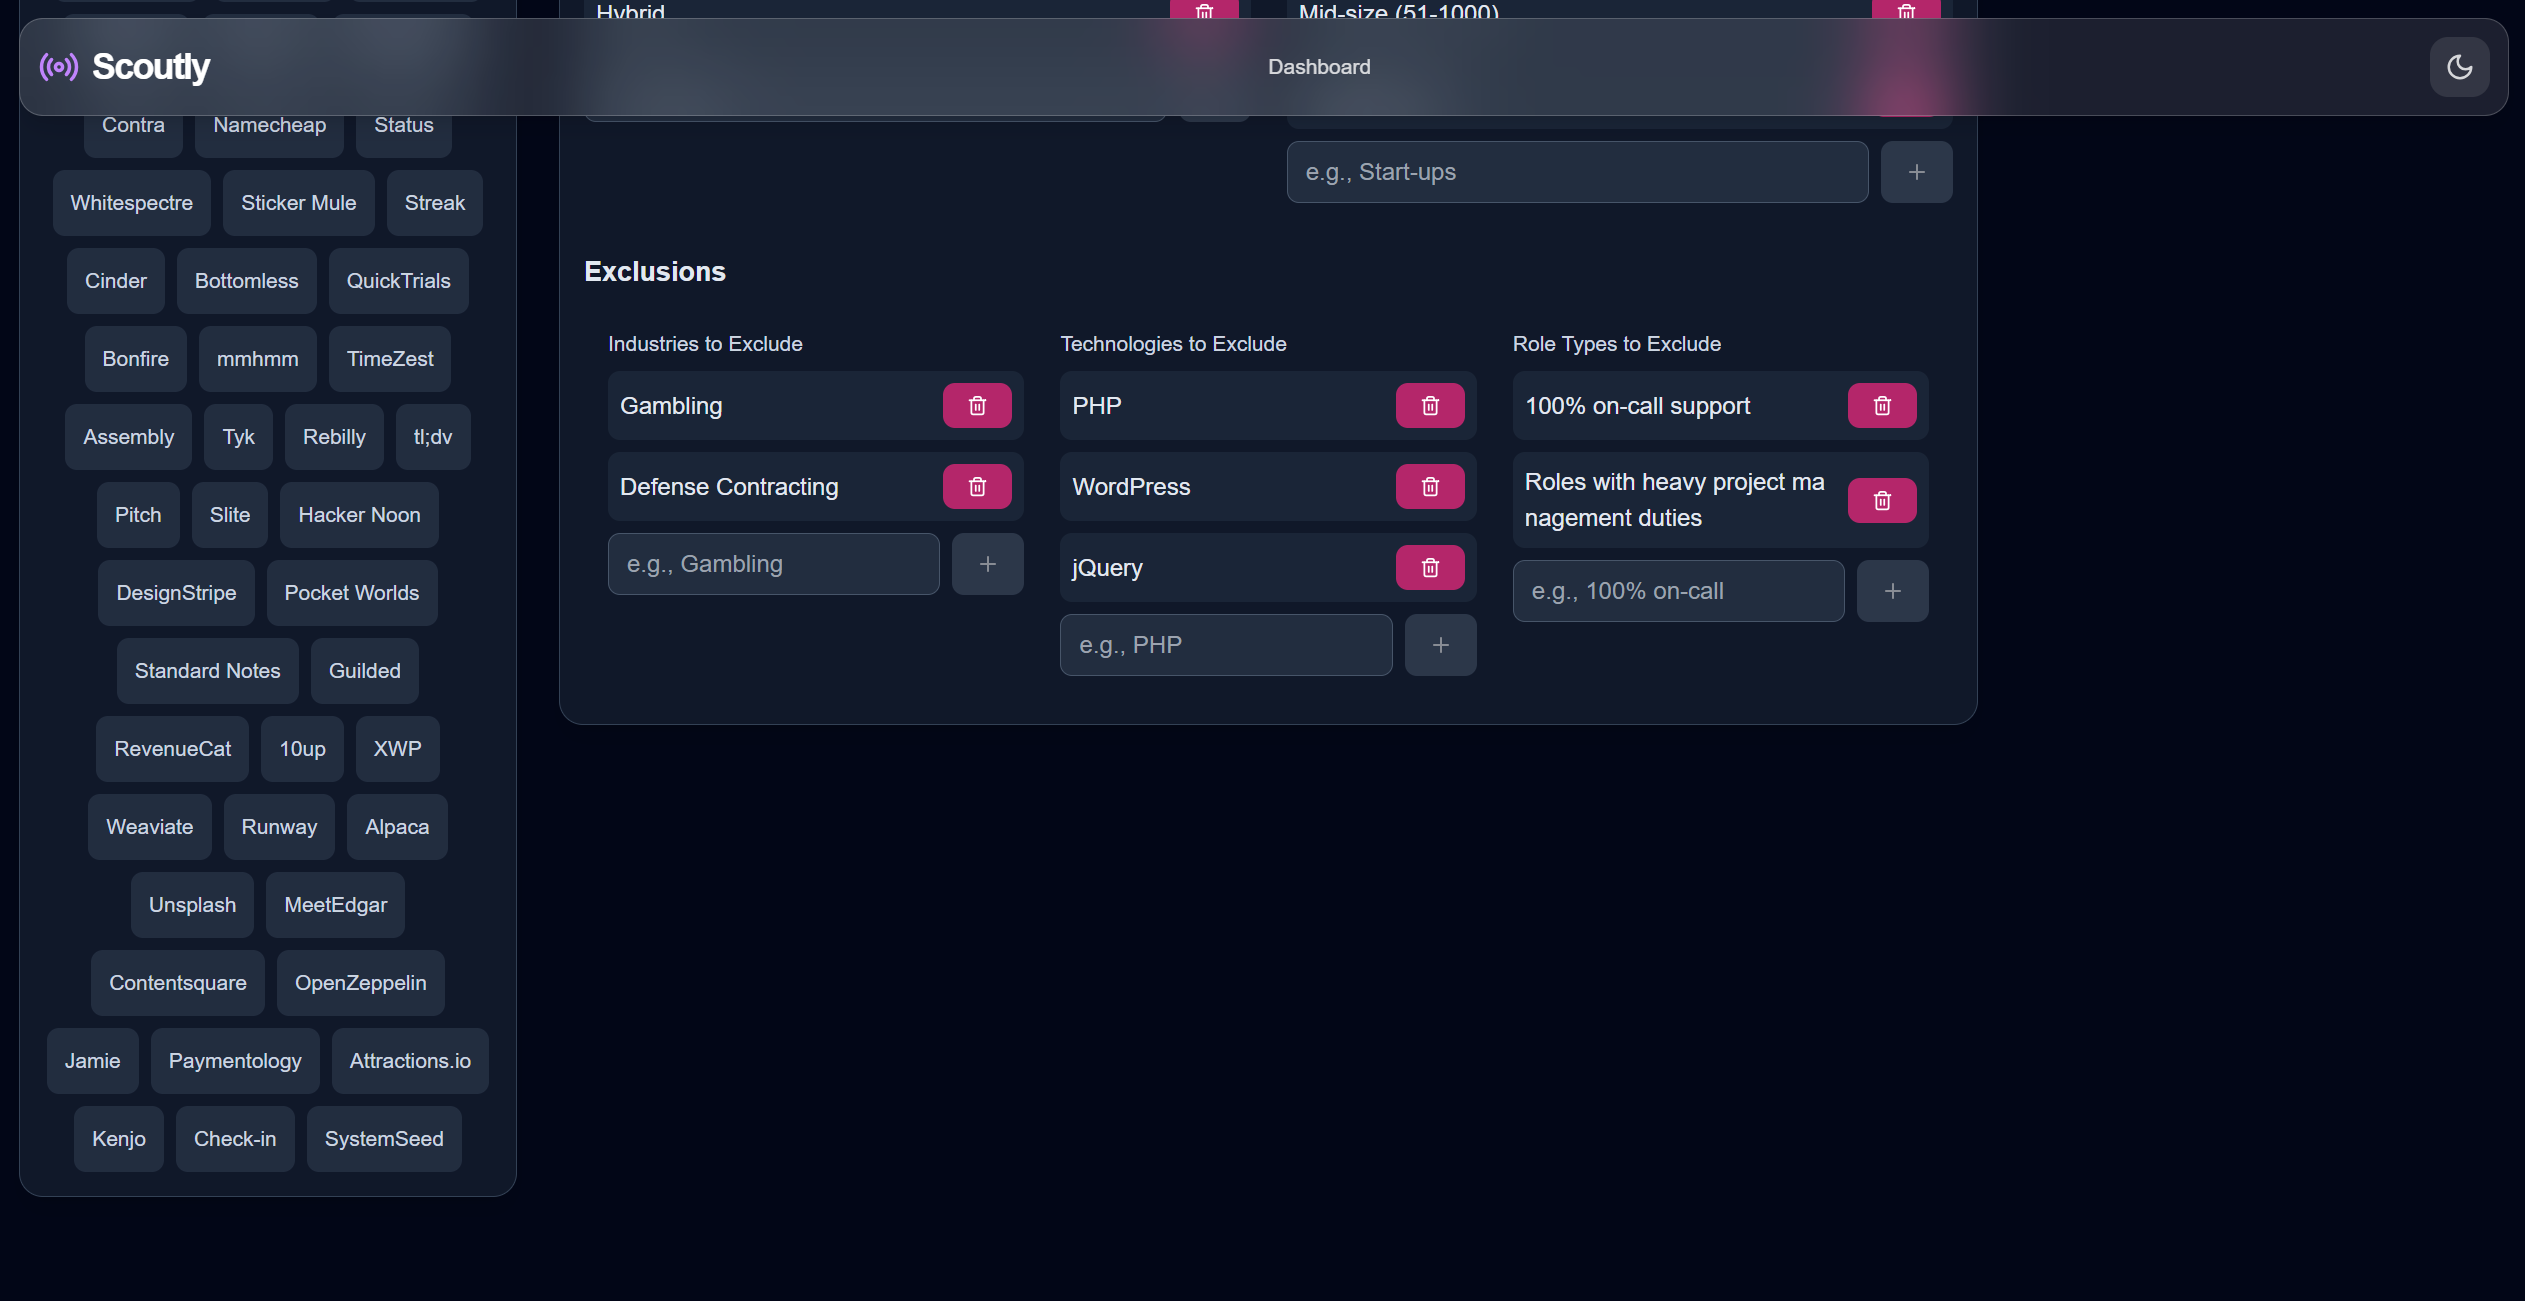 Hybrid
Mid-size (51-1000)
Scoutly
Dashboard
Contra
Namecheap
Status
Whitespectre
Sticker Mule
Streak
Cinder
Bottomless
QuickTrials
Bonfire
mmhmm
TimeZest
Assembly
Tyk
Rebilly
tl;dv
Pitch
Slite
Hacker Noon
DesignStripe
Pocket Worlds
Standard Notes
Guilded
RevenueCat
10up
XWP
Weaviate
Runway
Alpaca
Unsplash
MeetEdgar
Contentsquare
OpenZeppelin
Jamie
Paymentology
Attractions.io
Kenjo
Check-in
SystemSeed
e.g., Start-ups
+
Exclusions
Industries to Exclude
Gambling
Defense Contracting
e.g., Gambling
+
Technologies to Exclude
PHP
WordPress
jQuery
e.g., PHP
+
Role Types to Exclude
100% on-call support
Roles with heavy project ma
nagement duties
e.g., 100% on-call
+